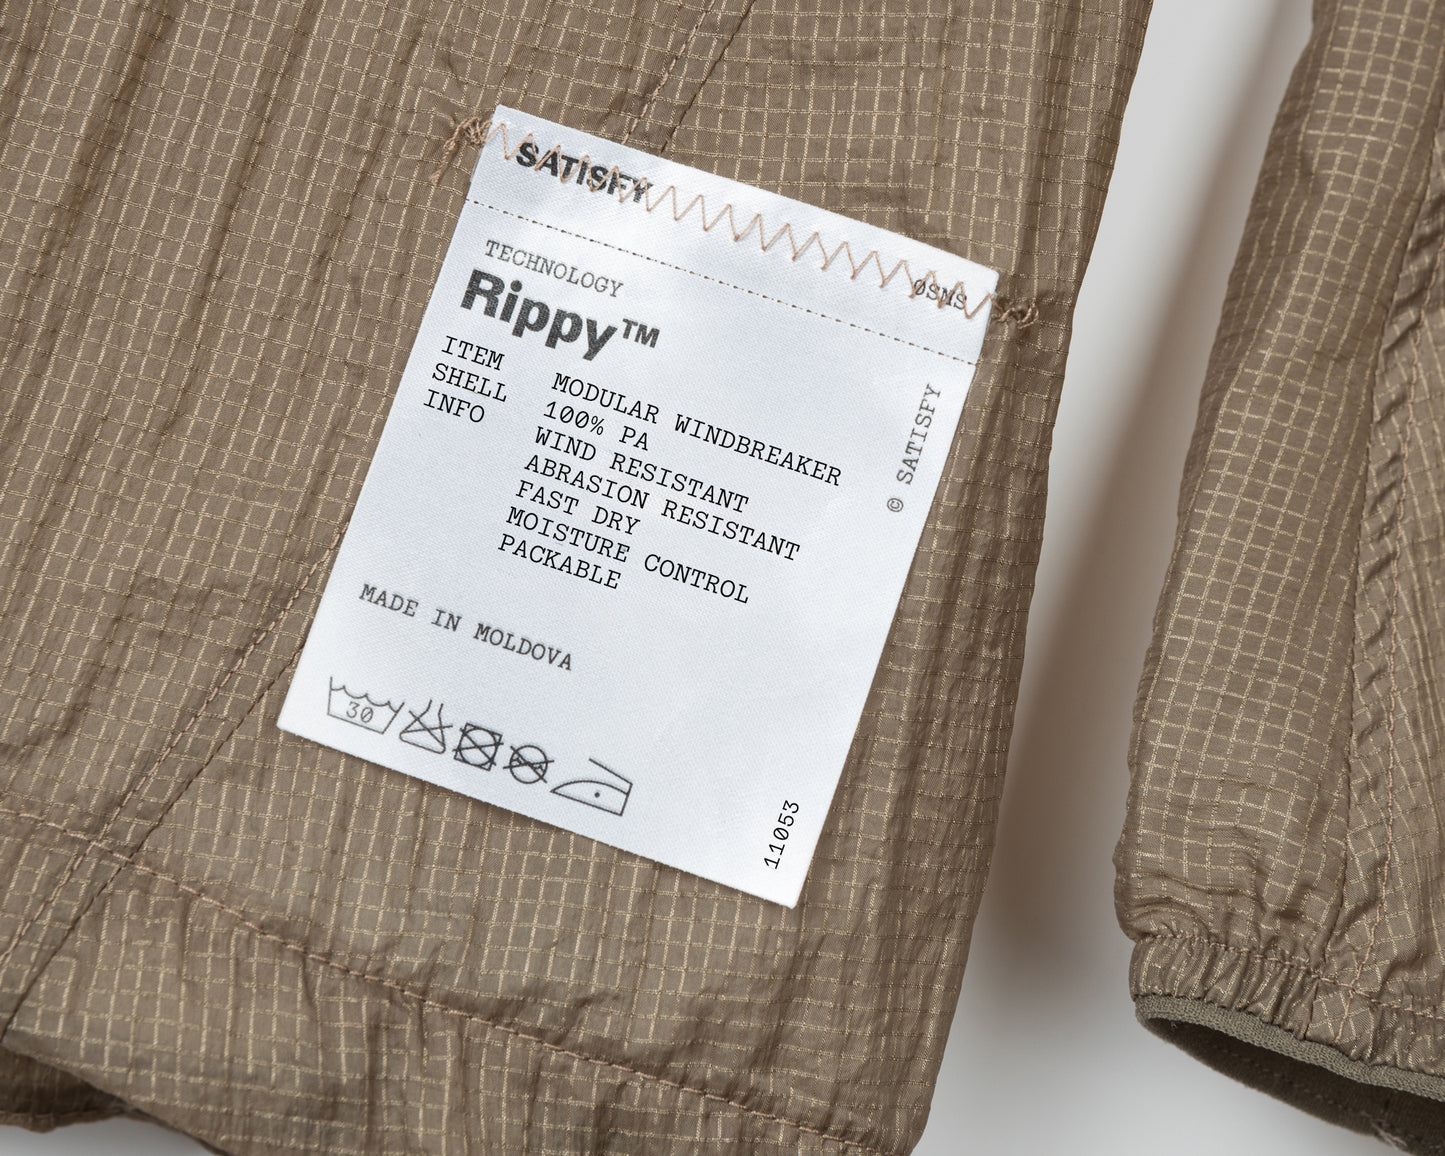 SATISFY
ØSMS
TECHNOLOGY
Rippy™
ITEM MODULAR WINDBREAKER
SHELL 100% PA
INFO WIND RESISTANT
ABRASION RESISTANT
FAST DRY
MOISTURE CONTROL
PACKABLE
© SATISFY
MADE IN MOLDOVA
30
11053